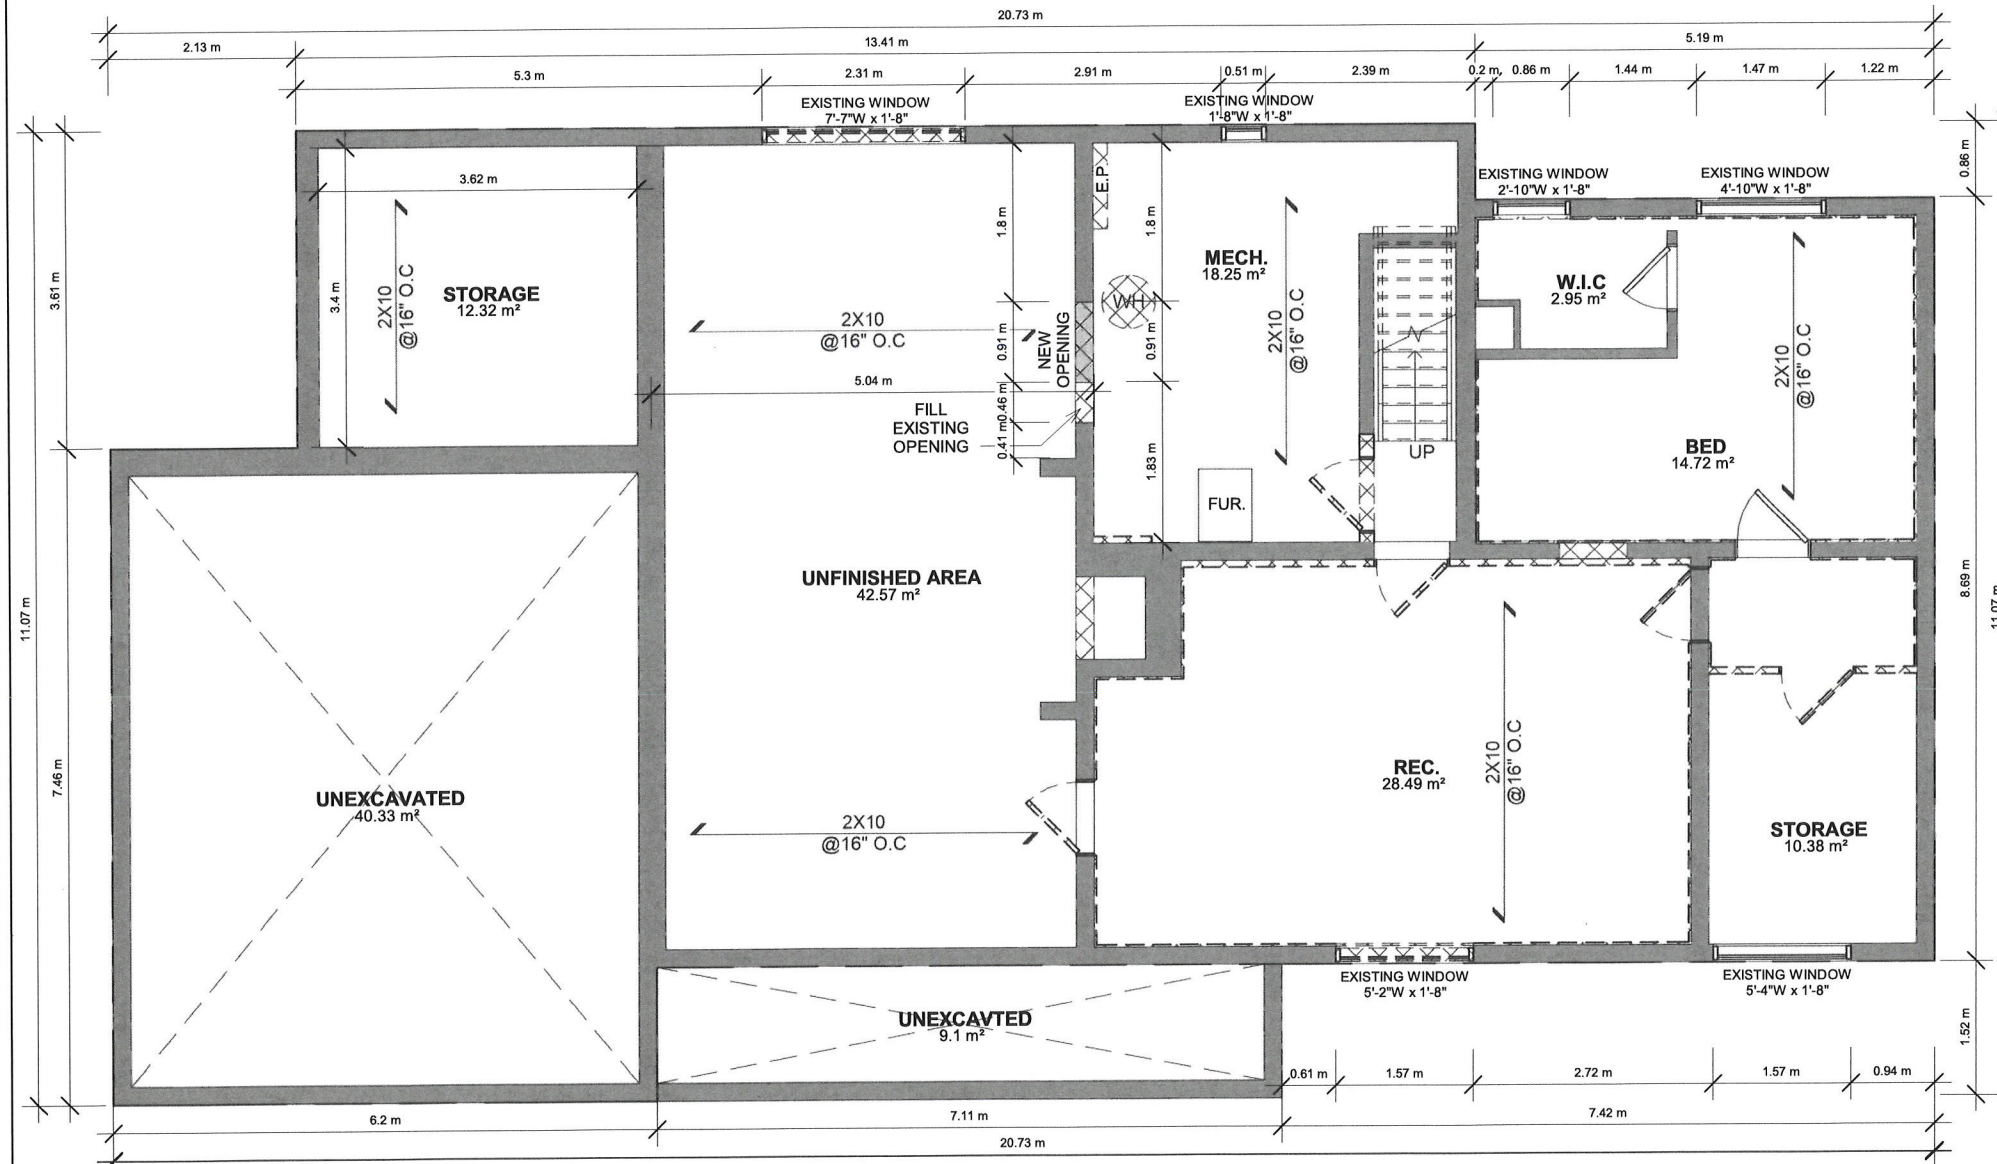 20.73 m
2.13 m
13.41 m
5.19 m
5.3 m
2.31 m
2.91 m
0.51 m
2.39 m
0.2 m,
0.86 m
1.44 m
1.47 m
1.22 m
EXISTING WINDOW
7'-7"W x 1'-8"
EXISTING WINDOW
1'-8"W x 1'-8"
EXISTING WINDOW
2'-10"W x 1'-8"
EXISTING WINDOW
4'-10"W x 1'-8"
0.86 m
3.62 m
3.4 m
2X10
@16" O.C
STORAGE
12.32 m²
3.61 m
11.07 m
7.46 m
2X10
@16" O.C
5.04 m
1.8 m
0.91 m
0.46 m
0.41 m
NEW
OPENING
FILL
EXISTING
OPENING
E.P
WH
1.8 m
0.91 m
1.83 m
MECH.
18.25 m²
2X10
@16" O.C
FUR.
UP
W.I.C
2.95 m²
2X10
@16" O.C
BED
14.72 m²
UNFINISHED AREA
42.57 m²
8.69 m
11.07 m
UNEXCAVATED
40.33 m²
2X10
@16" O.C
REC.
28.49 m²
2X10
@16" O.C
STORAGE
10.38 m²
EXISTING WINDOW
5'-2"W x 1'-8"
EXISTING WINDOW
5'-4"W x 1'-8"
UNEXCAVTED
9.1 m²
1.52 m
0.61 m
1.57 m
2.72 m
1.57 m
0.94 m
6.2 m
7.11 m
7.42 m
20.73 m